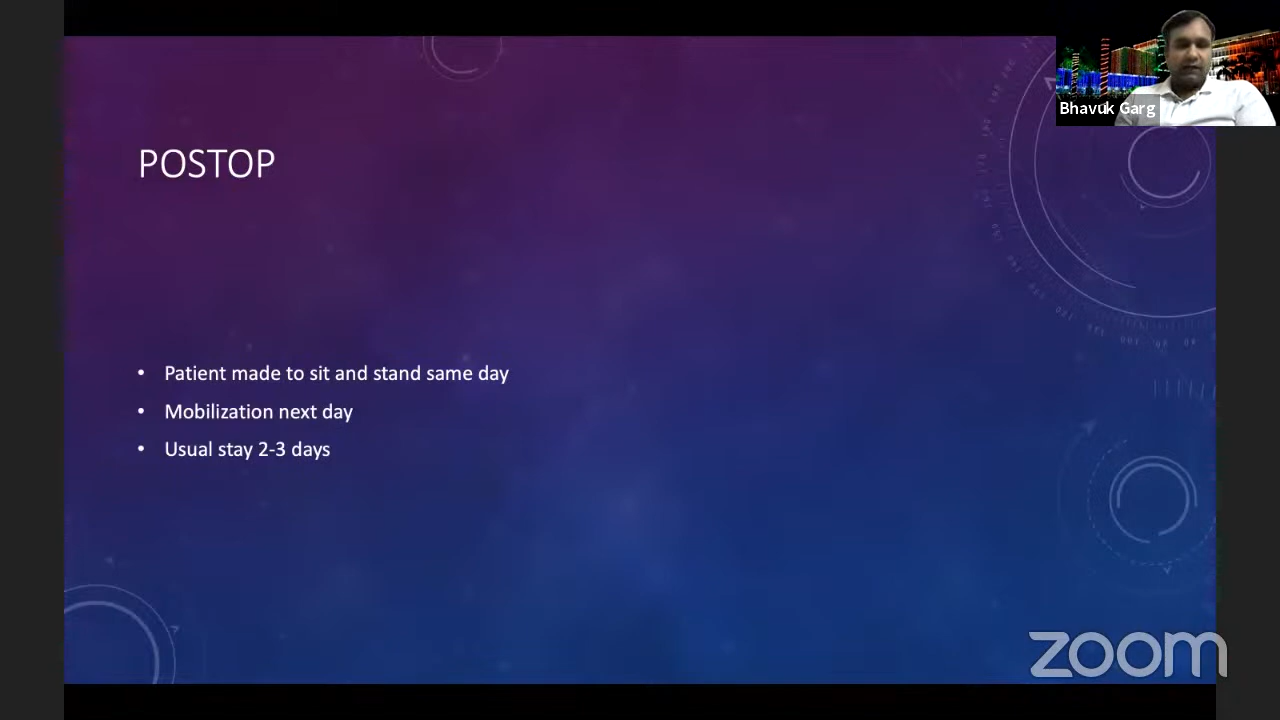 Bhavuk Garg
POSTOP
• Patient made to sit and stand same day
• Mobilization next day
• Usual stay 2-3 days
zoom